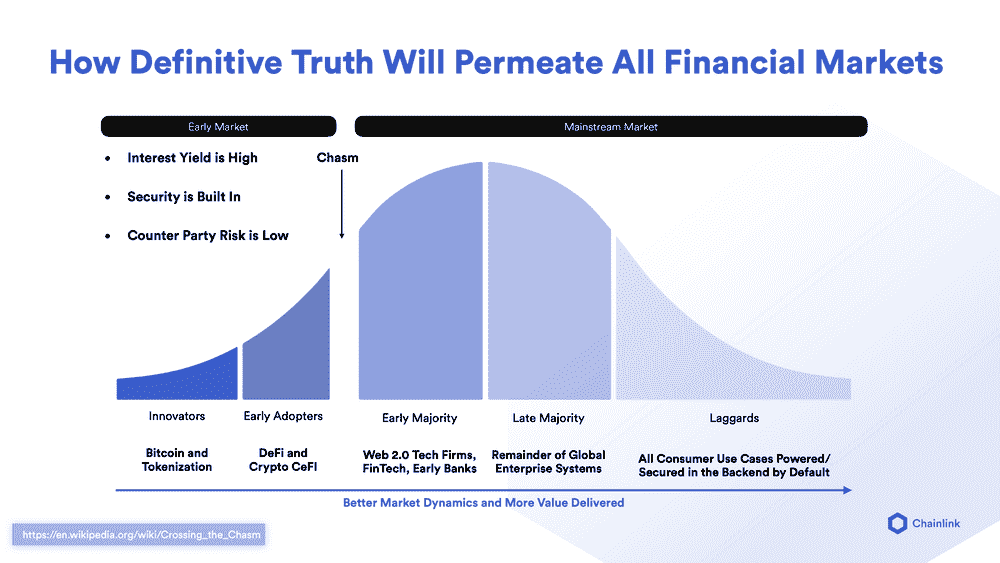 How Definitive Truth Will Permeate All Financial Markets
Early Market
Mainstream Market
• Interest Yield is High
• Security is Built In
• Counter Party Risk is Low
Chasm
Innovators
Early Adopters
Early Majority
Late Majority
Laggards
Bitcoin and
Tokenization
DeFi and
Crypto CeFI
Web 2.0 Tech Firms,
FinTech, Early Banks
Remainder of Global
Enterprise Systems
All Consumer Use Cases Powered/
Secured in the Backend by Default
Better Market Dynamics and More Value Delivered
https://en.wikipedia.org/wiki/Crossing_the_Chasm
Chainlink